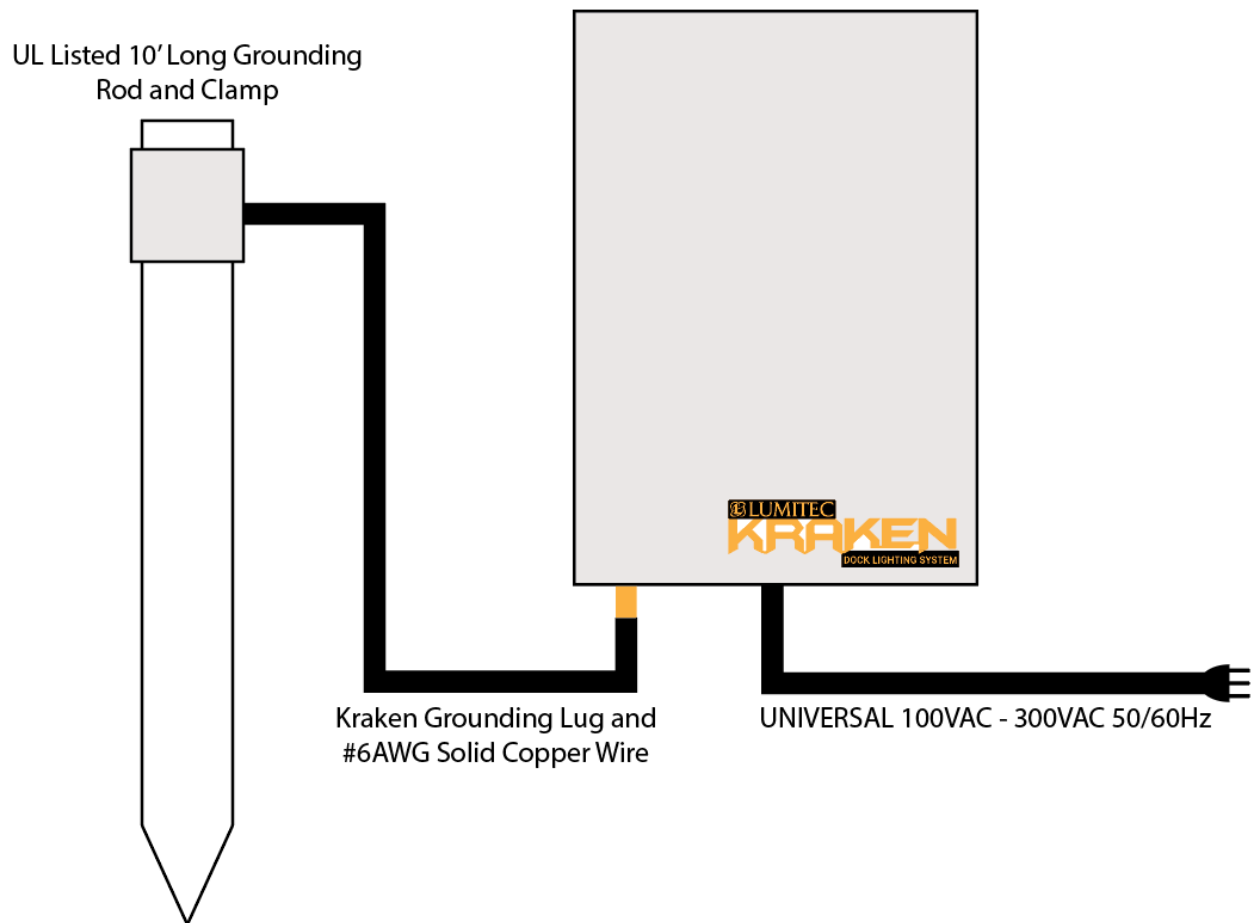 UL Listed 10’ Long Grounding
Rod and Clamp
LUMITEC
KRAKEN
DOCK LIGHTING SYSTEM
Kraken Grounding Lug and
#6AWG Solid Copper Wire
UNIVERSAL 100VAC - 300VAC 50/60Hz